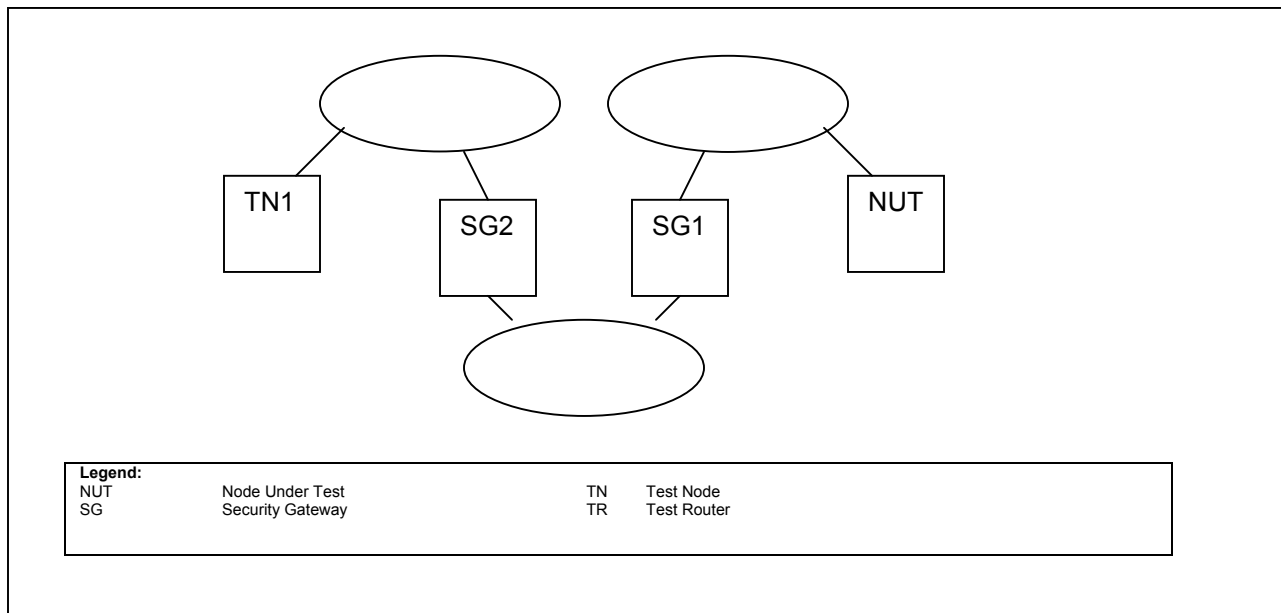 TN1
SG2
SG1
NUT
Legend:
NUT Node Under Test TN Test Node
SG Security Gateway TR Test Router